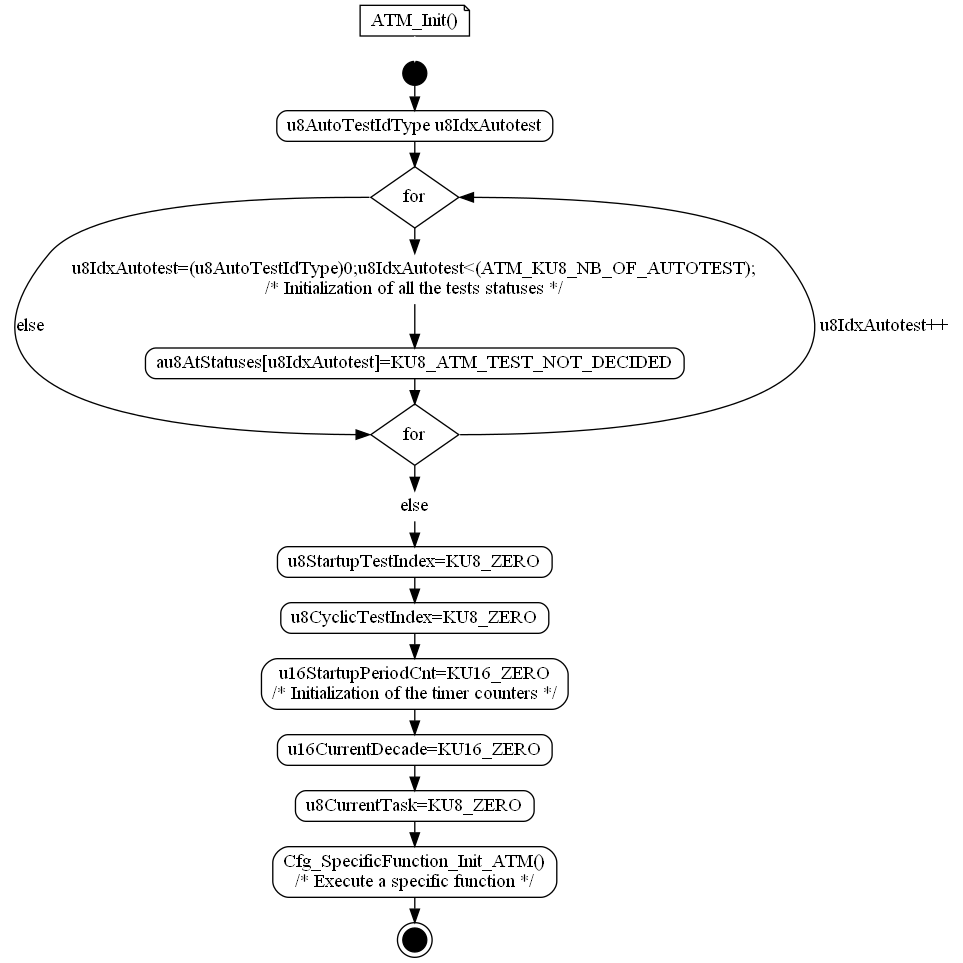 ATM_Init()
u8AutoTestIdType u8IdxAutotest
for
u8IdxAutotest=(u8AutoTestIdType)0;u8IdxAutotest<(ATM_KU8_NB_OF_AUTOTEST);
/* Initialization of all the tests statuses */
else
u8IdxAutotest++
au8AtStatuses[u8IdxAutotest]=KU8_ATM_TEST_NOT_DECIDED
for
else
u8StartupTestIndex=KU8_ZERO
u8CyclicTestIndex=KU8_ZERO
u16StartupPeriodCnt=KU16_ZERO
/* Initialization of the timer counters */
u16CurrentDecade=KU16_ZERO
u8CurrentTask=KU8_ZERO
Cfg_SpecificFunction_Init_ATM()
/* Execute a specific function */